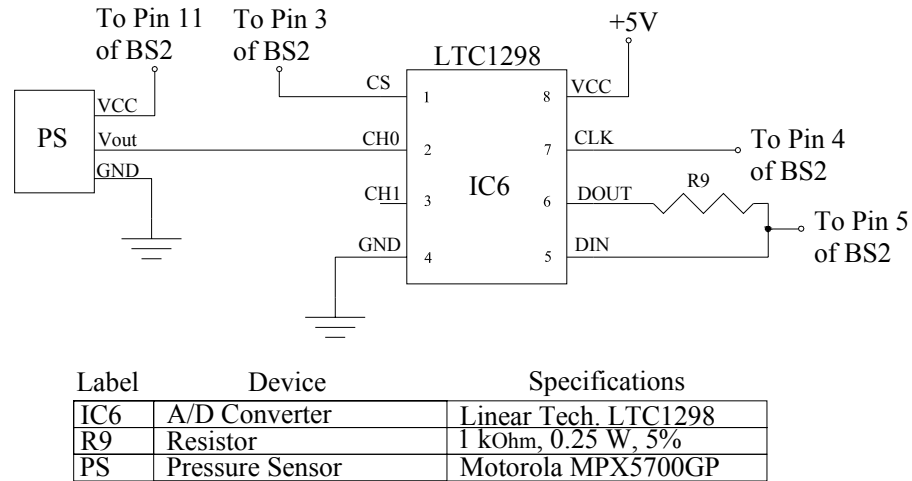 To Pin 11
of BS2
To Pin 3
of BS2
+5V
LTC1298
CS
1
8
VCC
VCC
PS
Vout
CH0
2
7
CLK
To Pin 4
of BS2
GND
IC6
CH1
3
6
DOUT
R9
To Pin 5
of BS2
GND
4
5
DIN
Label Device Specifications
IC6 A/D Converter Linear Tech. LTC1298
R9 Resistor 1 kOhm, 0.25 W, 5%
PS Pressure Sensor Motorola MPX5700GP